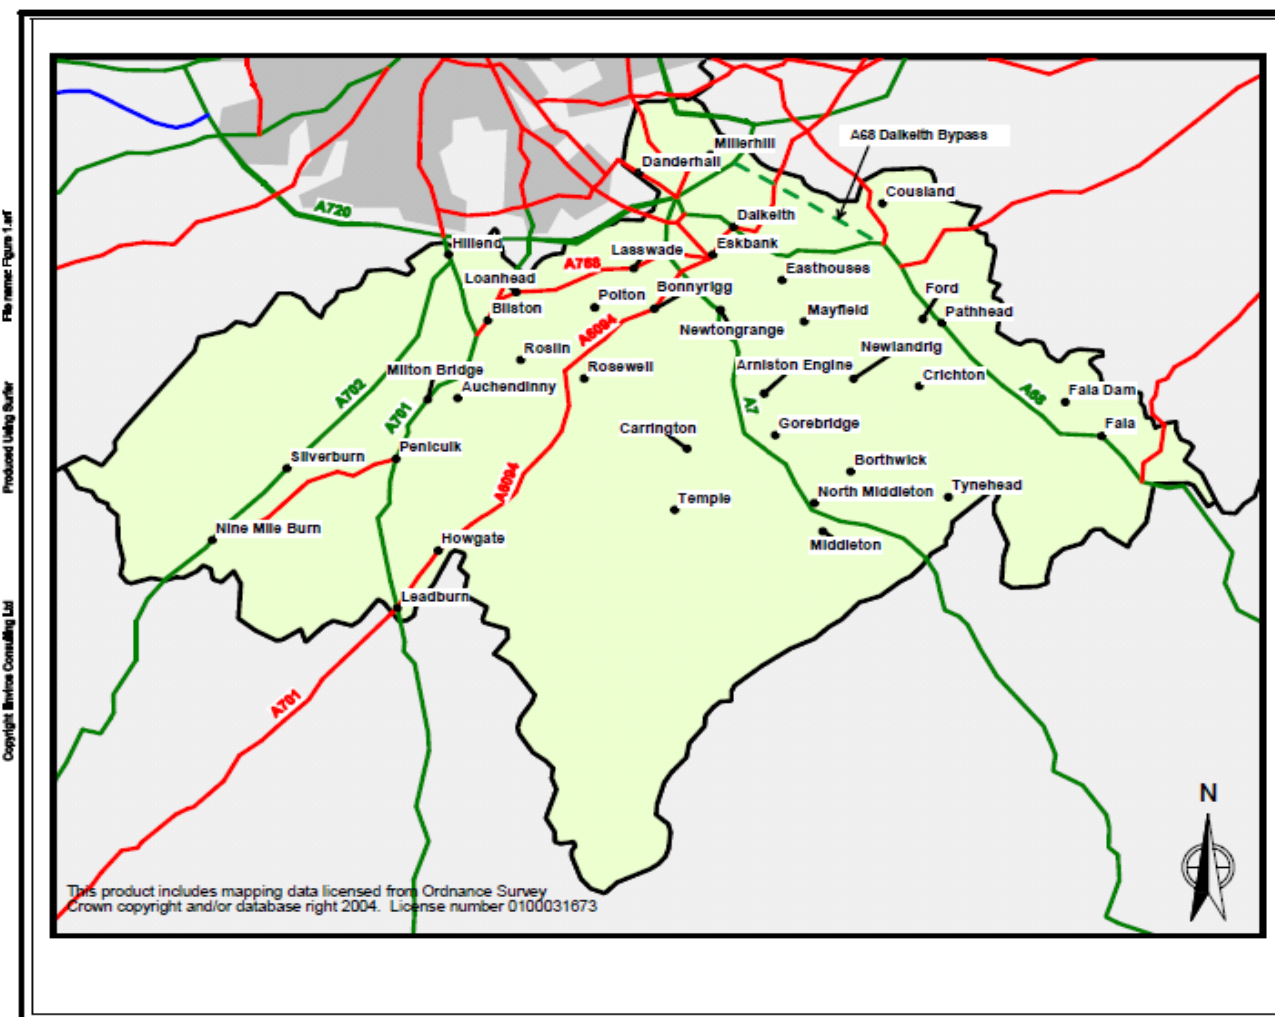 A68 Dalkeith Bypass
Millerhill
Danderhall
Cousland
A720
Dalkeith
Hillend
Lasswade
Eskbank
A768
Easthouses
Loanhead
Polton
Bonnyrigg
Ford
Bilston
Mayfield
Pathhead
A6094
Newtongrange
Roslin
Newlandrig
Milton Bridge
Rosewell
Arniston Engine
Crichton
Auchendinny
A702
A68
Fala Dam
A701
A7
Carrington
Gorebridge
Fala
Penicuik
Silverburn
Borthwick
A6094
North Middleton
Tynehead
Temple
Nine Mile Burn
Howgate
Middleton
Leadburn
A701
N
This product includes mapping data licensed from Ordnance Survey
Crown copyright and/or database right 2004. License number 0100031673
File name: Figure 1.srf
Produced Using Surfer
Copyright Enviros Consulting Ltd